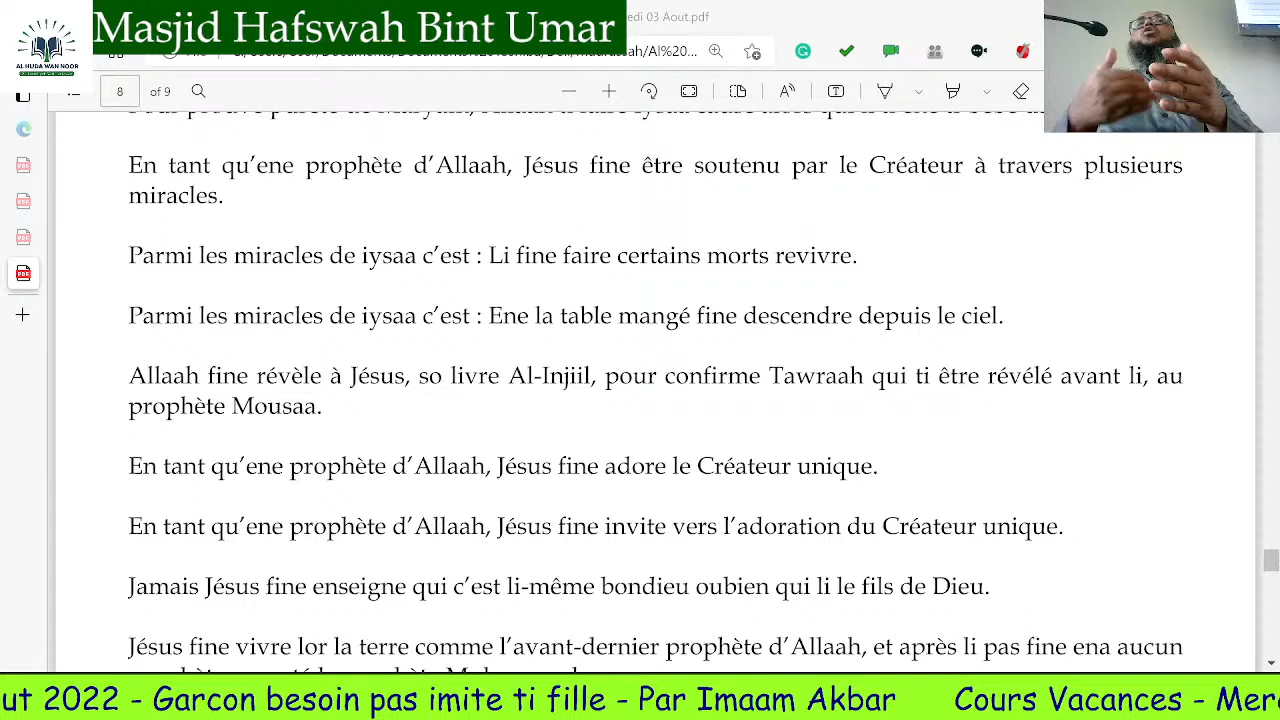 Masjid Hafswah Bint Umar
AL HUDA WAN NOOR
8 of 9
En tant qu'ene prophète d'Allaah, Jésus fine être soutenu par le Créateur à travers plusieurs
miracles.
Parmi les miracles de iysaa c'est : Li fine faire certains morts revivre.
Parmi les miracles de iysaa c'est : Ene la table mangé fine descendre depuis le ciel.
Allaah fine révèle à Jésus, so livre Al-Injiil, pour confirme Tawraah qui ti être révélé avant li, au
prophète Mousaa.
En tant qu'ene prophète d'Allaah, Jésus fine adore le Créateur unique.
En tant qu'ene prophète d'Allaah, Jésus fine invite vers l'adoration du Créateur unique.
Jamais Jésus fine enseigne qui c'est li-même bondieu oubien qui li le fils de Dieu.
Jésus fine vivre lor la terre comme l'avant-dernier prophète d'Allaah, et après li pas fine ena aucun
out 2022 - Garcon besoin pas imite ti fille - Par Imaam Akbar Cours Vacances - Mer